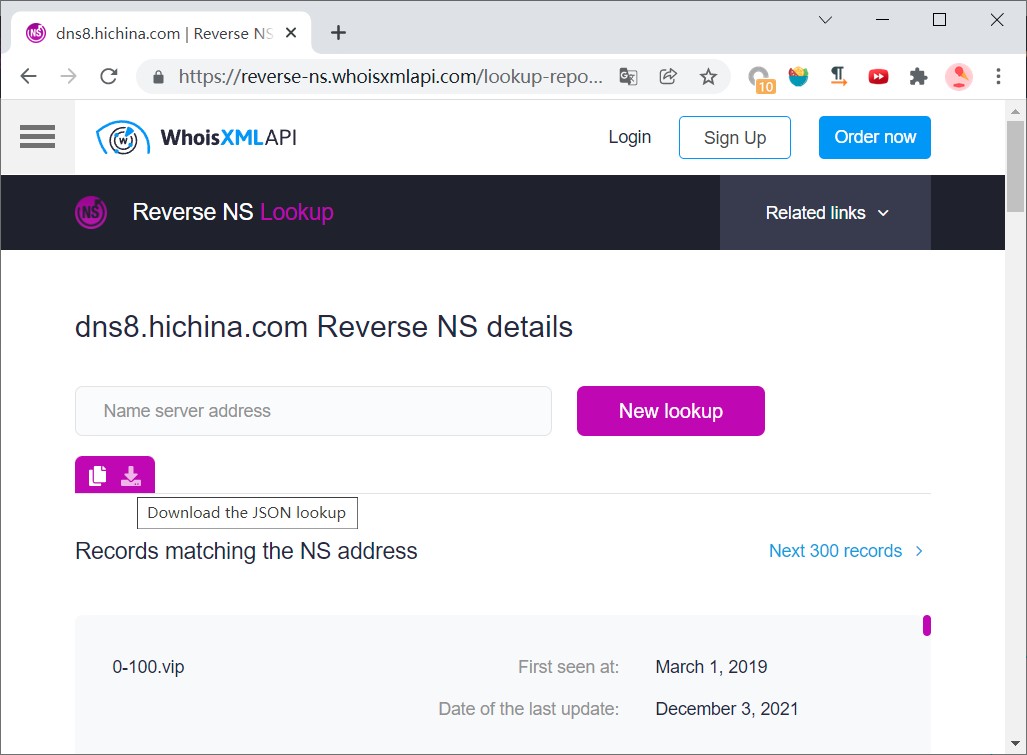 dns8.hichina.com | Reverse NS
https://reverse-ns.whoisxmlapi.com/lookup-repo...
10
WhoisXMLAPI
Login
Sign Up
Order now
NS
Reverse NS Lookup
Related links
dns8.hichina.com Reverse NS details
Name server address
New lookup
Download the JSON lookup
Records matching the NS address
Next 300 records
0-100.vip
First seen at:
March 1, 2019
Date of the last update:
December 3, 2021